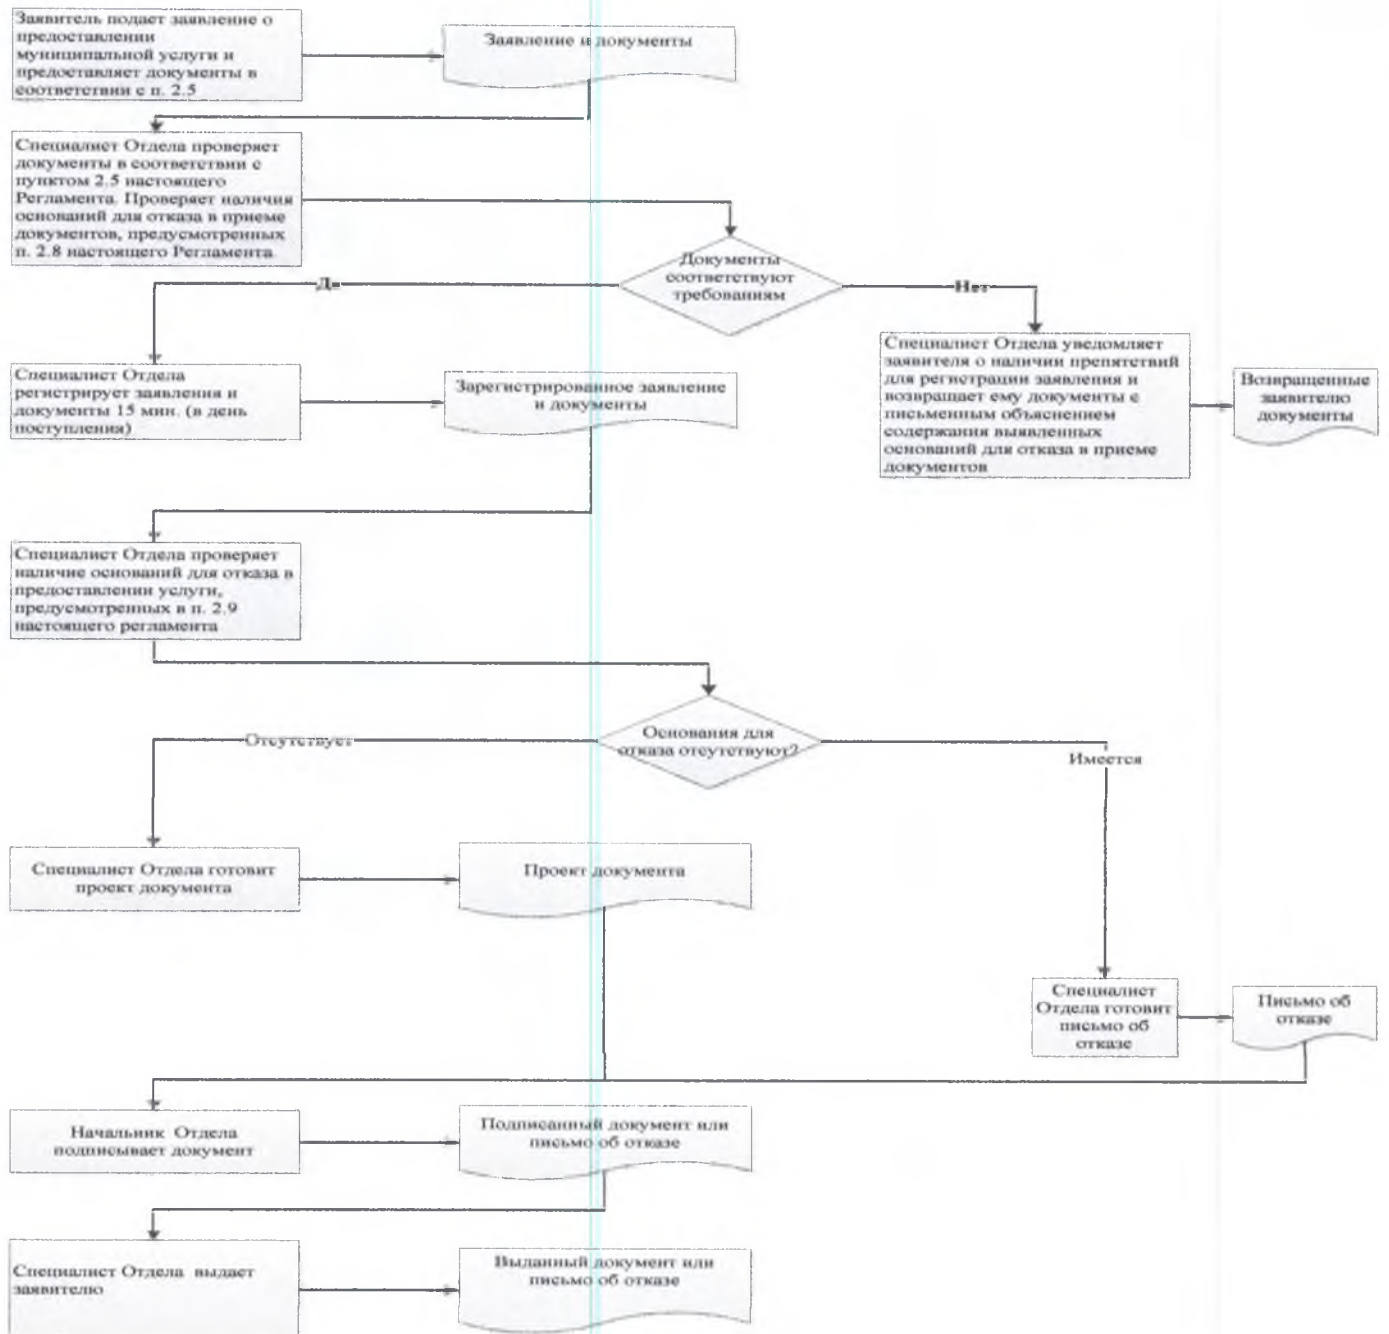 Заявитель подает заявление о
предоставлении
муниципальной услуги и
предоставляет документы в
соответствии с п. 2.5
Заявление и документы
Специалист Отдела проверяет
документы в соответствии с
пунктом 2.5 настоящего
Регламента. Проверяет наличия
оснований для отказа в приеме
документов, предусмотренных
п. 2.8 настоящего Регламента
Документы
соответствуют
требованиям
Да
Нет
Специалист Отдела
регистрирует заявления и
документы 15 мин. (в день
поступления)
Зарегистрированное заявление
и документы
Специалист Отдела уведомляет
заявителя о наличии препятствий
для регистрации заявления и
возвращает ему документы с
письменным объяснением
содержания выявленных
оснований для отказа в приеме
документов
Возвращенные
заявителю
документы
Специалист Отдела проверяет
наличие оснований для отказа в
предоставлении услуги,
предусмотренных в п. 2.9
настоящего регламента
Основания для
отказа отсутствуют?
Отсутствует
Имеется
Специалист Отдела готовит
проект документа
Проект документа
Специалист
Отдела готовит
письмо об
отказе
Письмо об
отказе
Начальник Отдела
подписывает документ
Подписанный документ или
письмо об отказе
Специалист Отдела выдает
заявителю
Выданный документ или
письмо об отказе